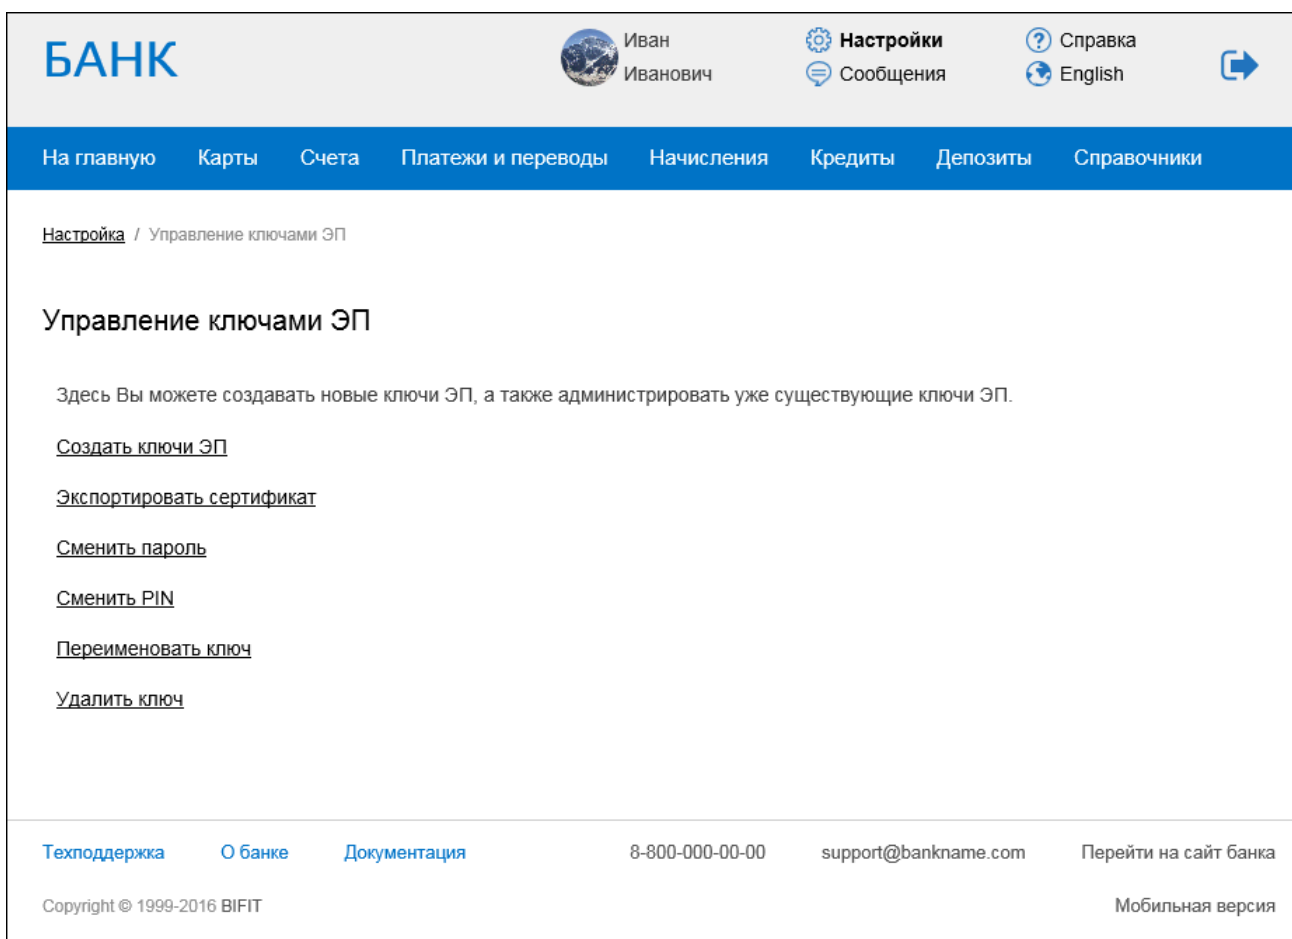 БАНК
Иван
Иванович
Настройки
Сообщения
Справка
English
На главную Карты Счета Платежи и переводы Начисления Кредиты Депозиты Справочники
Настройка / Управление ключами ЭП
Управление ключами ЭП
Здесь Вы можете создавать новые ключи ЭП, а также администрировать уже существующие ключи ЭП.
Создать ключи ЭП
Экспортировать сертификат
Сменить пароль
Сменить PIN
Переименовать ключ
Удалить ключ
Техподдержка О банке Документация 8-800-000-00-00 support@bankname.com Перейти на сайт банка
Copyright © 1999-2016 BIFIT Мобильная версия